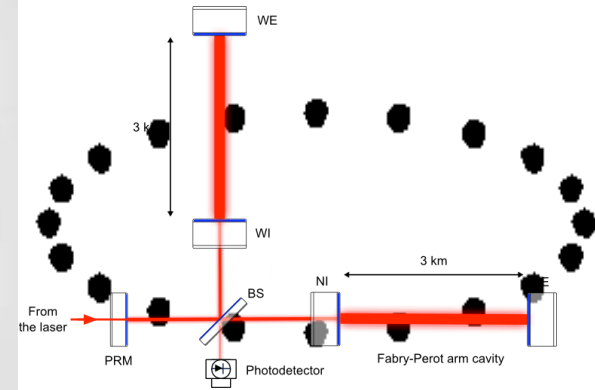 WE
3 k
WI
3 km
NI
E
BS
From
the laser
PRM
Fabry-Perot arm cavity
Photodetector